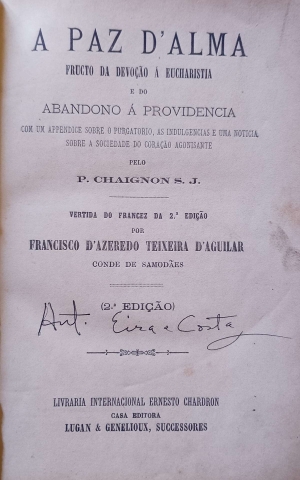 A PAZ D'ALMA
FRUCTO DA DEVOÇÃO Á EUCHARISTIA
E DO
ABANDONO Á PROVIDENCIA
COM UM APPENDICE SOBRE O PURGATORIO, AS INDULGENCIAS E UMA NOTICIA
SOBRE A SOCIEDADE DO CORAÇÃO AGONISANTE
PELO
P. CHAIGNON S. J.
VERTIDA DO FRANCEZ DA 2.ª EDIÇÃO
POR
FRANCISCO D'AZEREDO TEIXEIRA D'AGUILAR
CONDE DE SAMODÃES
(2.ª EDIÇÃO)
Ant. Eira e Costa
LIVRARIA INTERNACIONAL ERNESTO CHARDRON
CASA EDITORA
LUGAN & GENELIOUX, SUCCESSORES